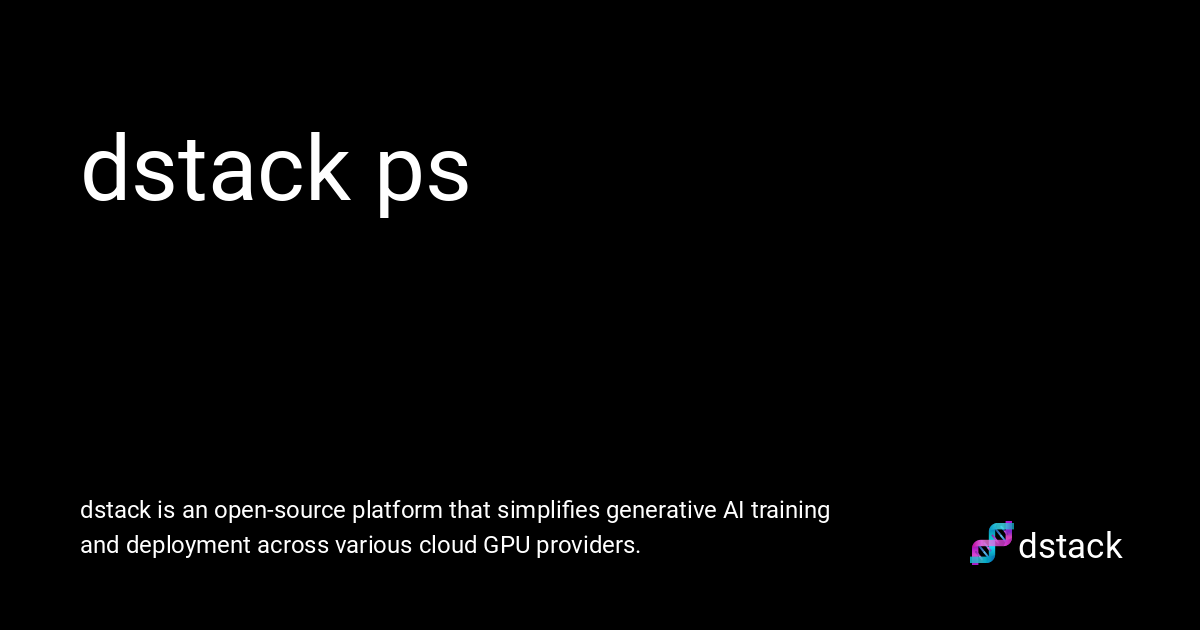 dstack ps
dstack is an open-source platform that simplifies generative AI training
and deployment across various cloud GPU providers.
dstack